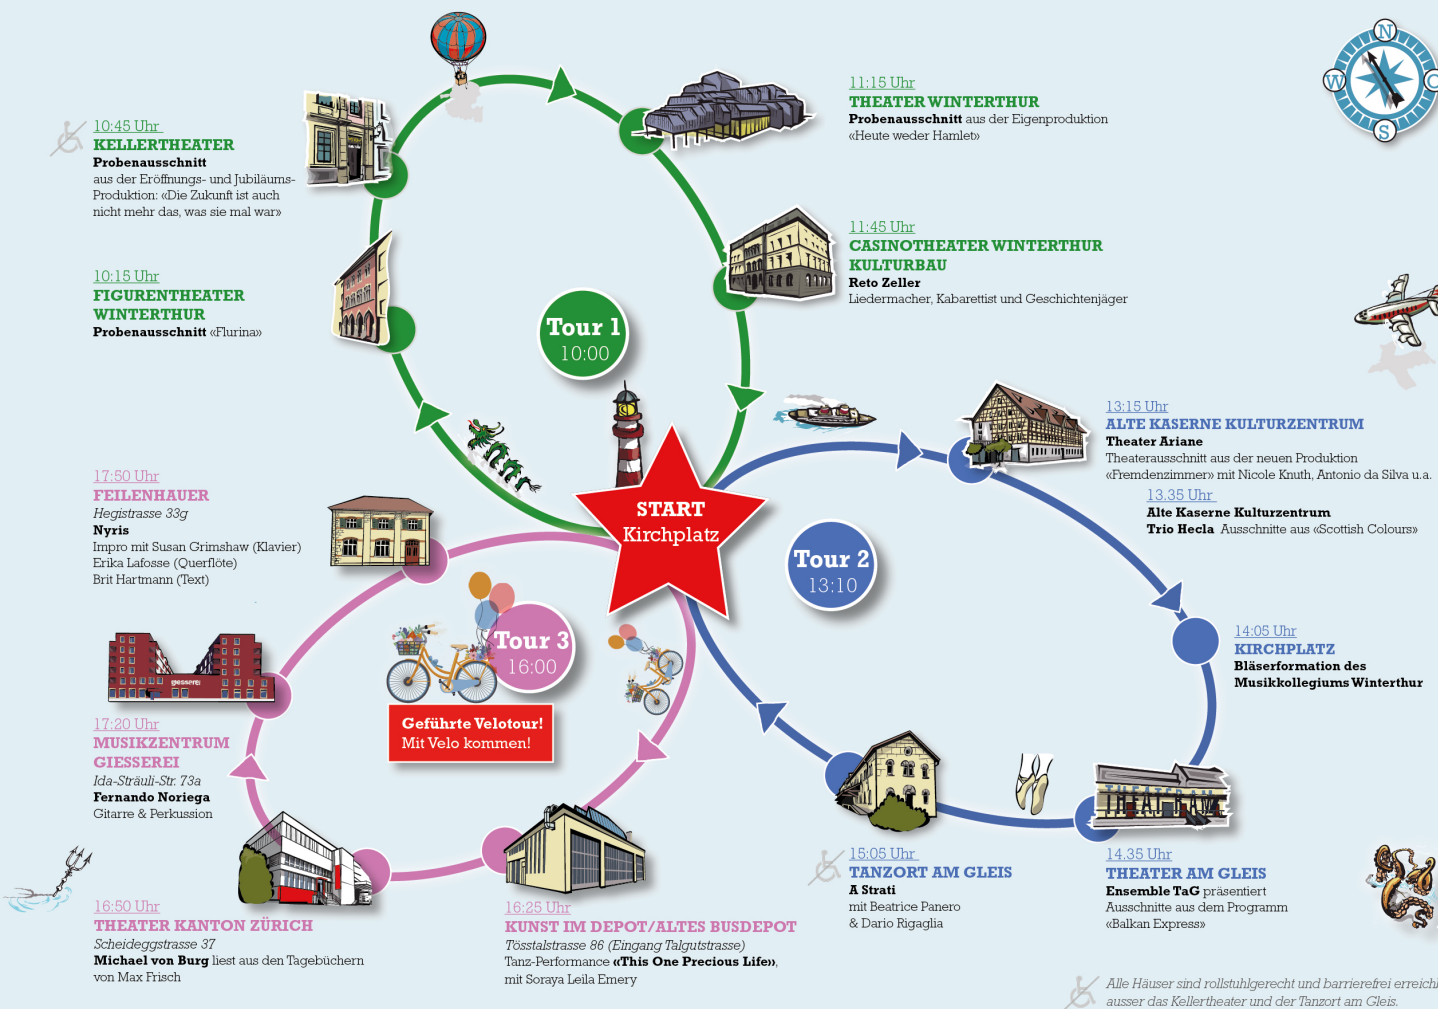 N
W
S
10:45 Uhr
KELLERTHEATER
Probenausschnitt
aus der Eröffnungs- und Jubiläums-
Produktion: «Die Zukunft ist auch
nicht mehr das, was sie mal war»
10:15 Uhr
FIGURENTHEATER
WINTERTHUR
Probenausschnitt «Flurina»
11:15 Uhr
THEATER WINTERTHUR
Probenausschnitt aus der Eigenproduktion
«Heute weder Hamlet»
11:45 Uhr
CASINOTHEATER WINTERTHUR
KULTURBAU
Reto Zeller
Liedermacher, Kabarettist und Geschichtenjäger
Tour 1
10:00
START
Kirchplatz
13:15 Uhr
ALTE KASERNE KULTURZENTRUM
Theater Ariane
Theaterausschnitt aus der neuen Produktion
«Fremdenzimmer» mit Nicole Knuth, Antonio da Silva u.a.
13.35 Uhr
Alte Kaserne Kulturzentrum
Trio Hecla Ausschnitte aus «Scottish Colours»
Tour 2
13:10
14:05 Uhr
KIRCHPLATZ
Bläserformation des
Musikkollegiums Winterthur
14.35 Uhr
THEATER AM GLEIS
Ensemble TaG präsentiert
Ausschnitte aus dem Programm
«Balkan Express»
THEATER AM
15:05 Uhr
TANZORT AM GLEIS
A Strati
mit Beatrice Panero
& Dario Rigaglia
Tour 3
16:00
Geführte Velotour!
Mit Velo kommen!
16:25 Uhr
KUNST IM DEPOT/ALTES BUSDEPOT
Tösstalstrasse 86 (Eingang Talgutstrasse)
Tanz-Performance «This One Precious Life»,
mit Soraya Leila Emery
16:50 Uhr
THEATER KANTON ZÜRICH
Scheideggstrasse 37
Michael von Burg liest aus den Tagebüchern
von Max Frisch
giesserei
17:20 Uhr
MUSIKZENTRUM
GIESSEREI
Ida-Sträuli-Str. 73a
Fernando Noriega
Gitarre & Perkussion
17:50 Uhr
FEILENHAUER
Hegistrasse 33g
Nyris
Impro mit Susan Grimshaw (Klavier)
Erika Lafosse (Querflöte)
Brit Hartmann (Text)
Alle Häuser sind rollstuhlgerecht und barrierefrei
ausser das Kellertheater und der Tanzort am Gleis.